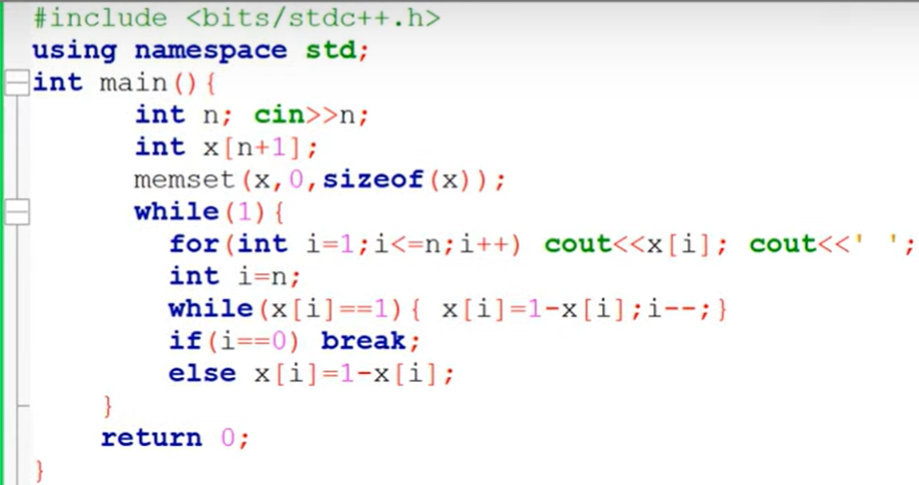 #include <bits/stdc++.h>
using namespace std;
int main(){
int n; cin>>n;
int x[n+1];
memset(x,0,sizeof(x));
while(1){
for(int i=1;i<=n;i++) cout<<x[i]; cout<<' ';
int i=n;
while(x[i]==1){ x[i]=1-x[i];i--;}
if(i==0) break;
else x[i]=1-x[i];
}
return 0;
}